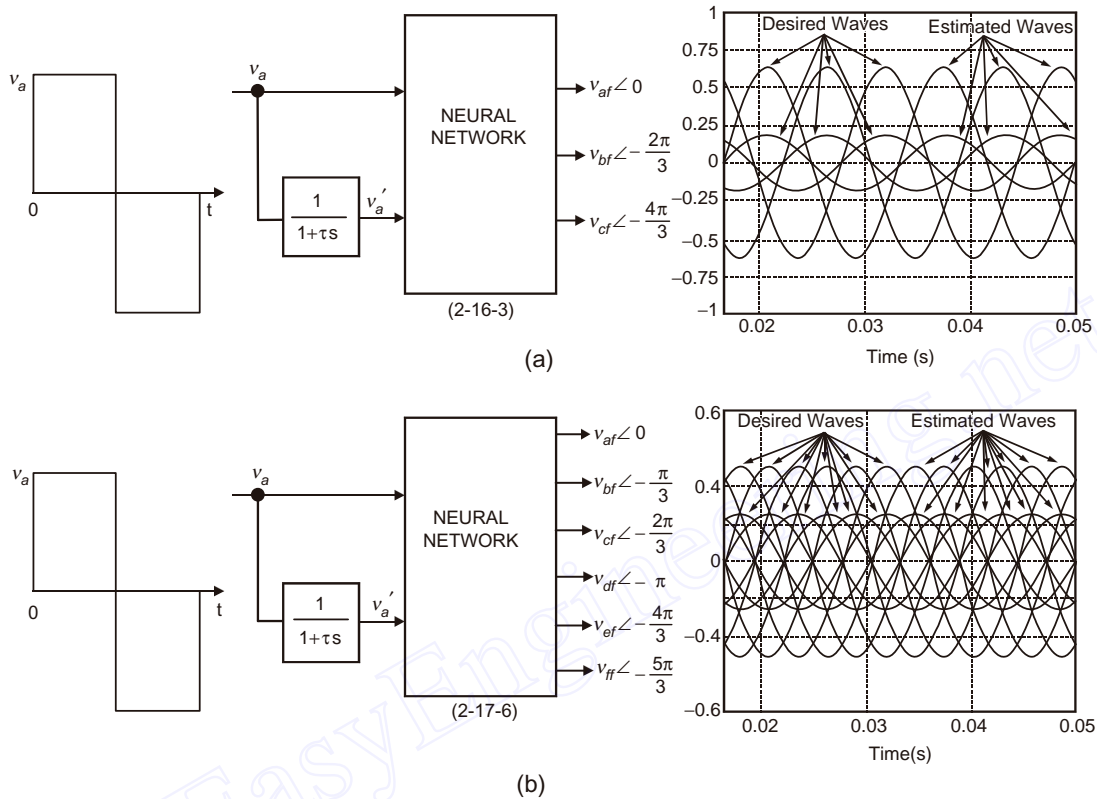 v_a
0
t
v_a
1
1+τs
v_a′
NEURAL
NETWORK
(2-16-3)
v_af∠ 0
v_bf∠– 2π/3
v_cf∠– 4π/3
1
0.75
0.5
0.25
0
–0.25
–0.5
–0.75
–1
Desired Waves
Estimated Waves
0.02 0.03 0.04 0.05
Time (s)
(a)
v_a
0
t
v_a
1
1+τs
v_a′
NEURAL
NETWORK
(2-17-6)
v_af∠ 0
v_bf∠– π/3
v_cf∠– 2π/3
v_df∠– π
v_ef∠– 4π/3
v_ff∠– 5π/3
0.6
0.4
0
–0.4
–0.6
Desired Waves
Estimated Waves
0.02 0.03 0.04 0.05
Time(s)
(b)
EasyEngineering.net